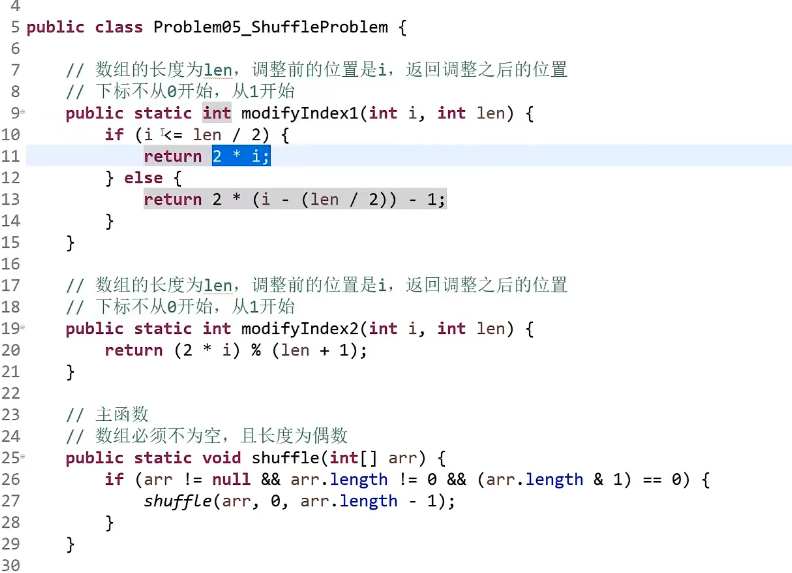 4
5 public class Problem05_ShuffleProblem {
6
7 // 数组的长度为len，调整前的位置是i，返回调整之后的位置
8 // 下标不从0开始，从1开始
9 public static int modifyIndex1(int i, int len) {
10 if (i <= len / 2) {
11 return 2 * i;
12 } else {
13 return 2 * (i - (len / 2)) - 1;
14 }
15 }
16
17 // 数组的长度为len，调整前的位置是i，返回调整之后的位置
18 // 下标不从0开始，从1开始
19 public static int modifyIndex2(int i, int len) {
20 return (2 * i) % (len + 1);
21 }
22
23 // 主函数
24 // 数组必须不为空，且长度为偶数
25 public static void shuffle(int[] arr) {
26 if (arr != null && arr.length != 0 && (arr.length & 1) == 0) {
27 shuffle(arr, 0, arr.length - 1);
28 }
29 }
30